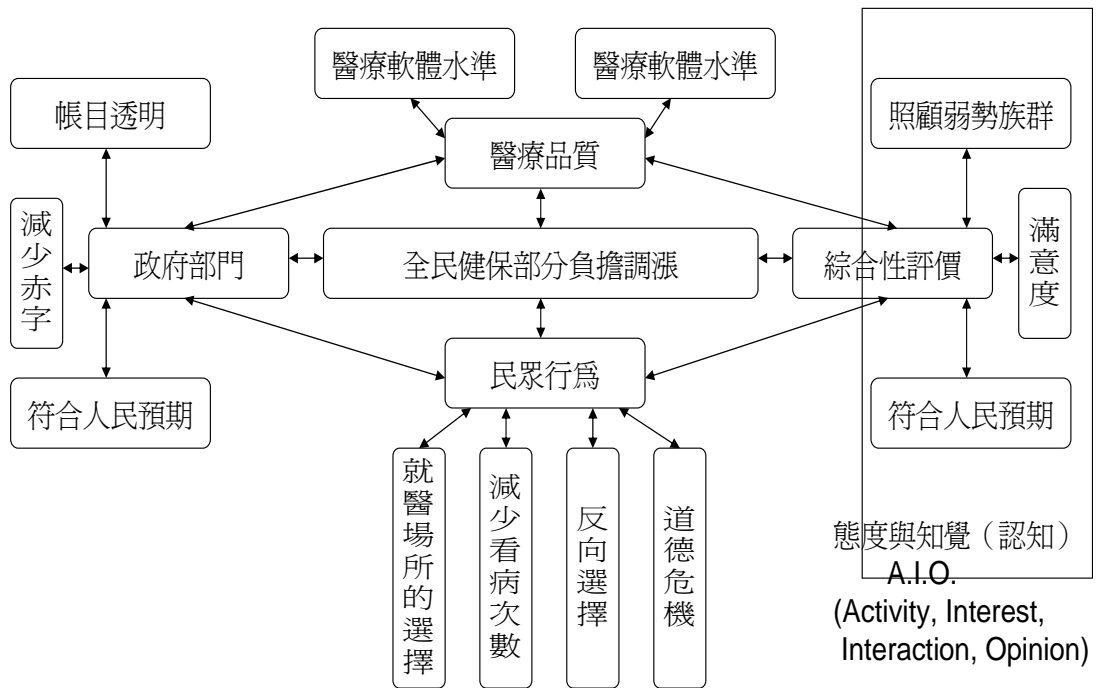 醫療軟體水準
醫療軟體水準
帳目透明
照顧弱勢族群
醫療品質
減少赤字
政府部門
全民健保部分負擔調漲
綜合性評價
滿意度
民眾行爲
符合人民預期
符合人民預期
就醫場所的選擇
減少看病次數
反向選擇
道德危機
態度與知覺（認知）
A.I.O.
(Activity, Interest,
Interaction, Opinion)